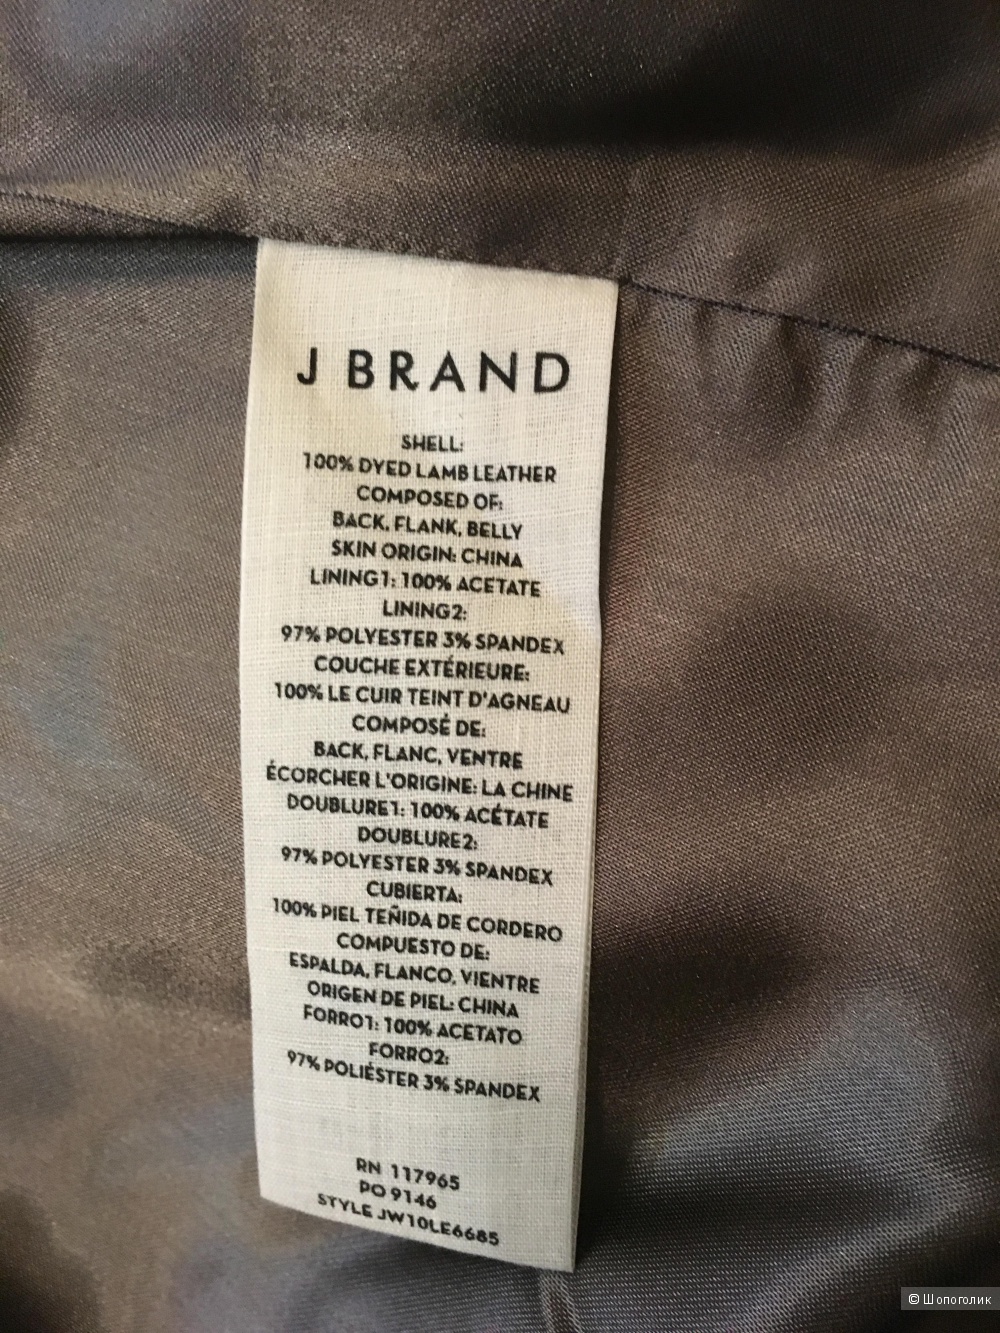 J BRAND
SHELL:
100% DYED LAMB LEATHER
COMPOSED OF:
BACK, FLANK, BELLY
SKIN ORIGIN: CHINA
LINING1: 100% ACETATE
LINING2:
97% POLYESTER 3% SPANDEX
COUCHE EXTÉRIEURE:
100% LE CUIR TEINT D'AGNEAU
COMPOSÉ DE:
BACK, FLANC, VENTRE
ÉCORCHER L'ORIGINE: LA CHINE
DOUBLURE1: 100% ACÉTATE
DOUBLURE2:
97% POLYESTER 3% SPANDEX
CUBIERTA:
100% PIEL TEÑIDA DE CORDERO
COMPUESTO DE:
ESPALDA, FLANCO, VIENTRE
ORIGEN DE PIEL: CHINA
FORRO1: 100% ACETATO
FORRO2:
97% POLIÉSTER 3% SPANDEX
RN 117965
PO 9146
STYLE JW10LE6685
© Шопоголик